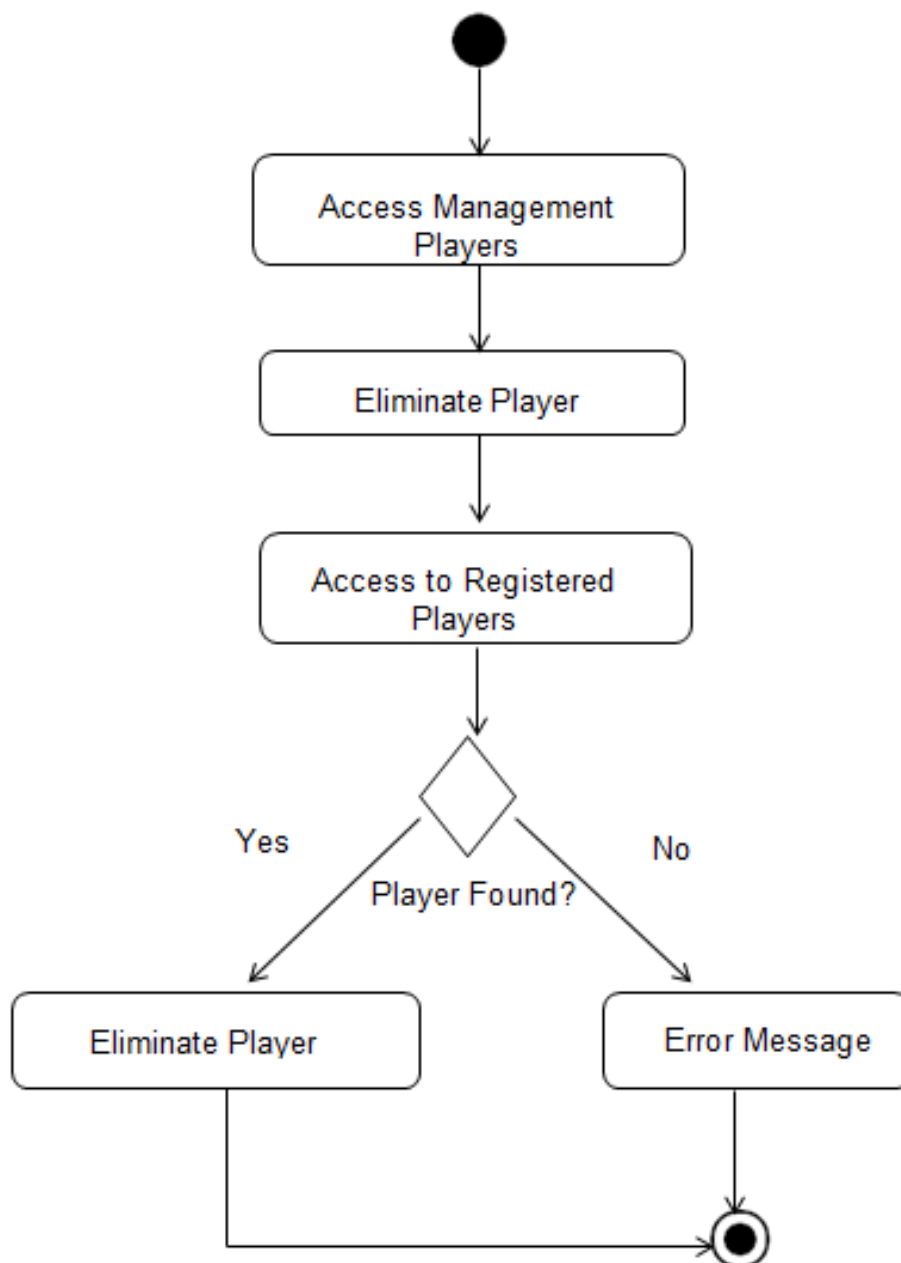 Access Management
Players
Eliminate Player
Access to Registered
Players
Yes
No
Player Found?
Eliminate Player
Error Message